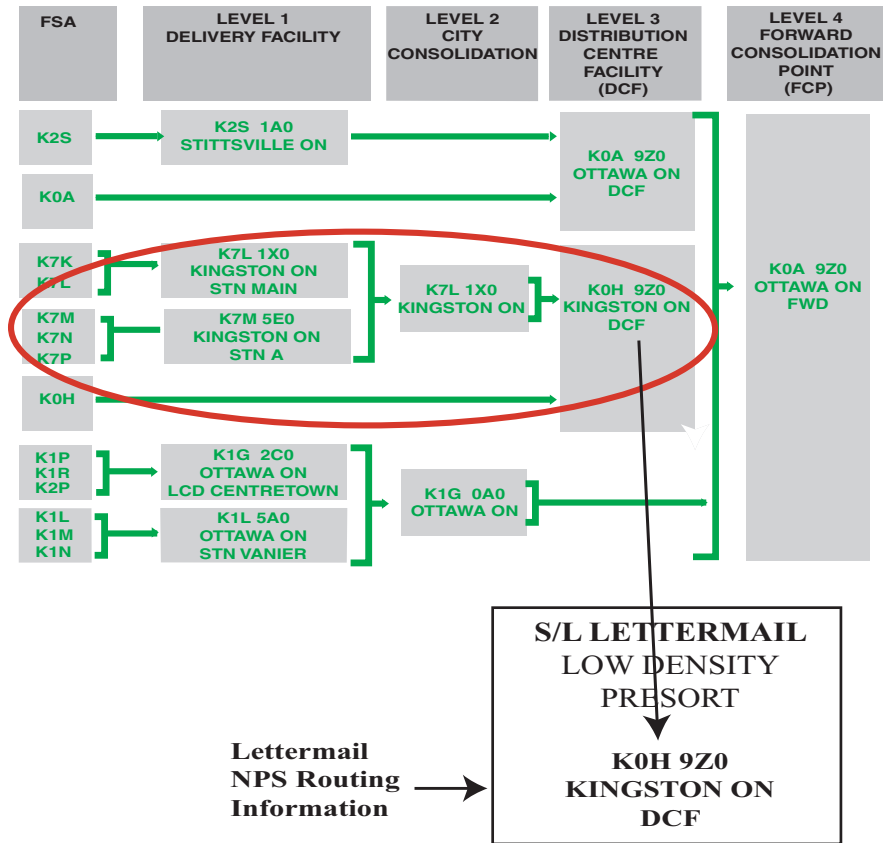 FSA
LEVEL 1
DELIVERY FACILITY
LEVEL 2
CITY
CONSOLIDATION
LEVEL 3
DISTRIBUTION
CENTRE
FACILITY
(DCF)
LEVEL 4
FORWARD
CONSOLIDATION
POINT
(FCP)
K2S
K2S 1A0
STITTSVILLE ON
K0A 9Z0
OTTAWA ON
DCF
K0A
K7K
K7L
K7L 1X0
KINGSTON ON
STN MAIN
K7L 1X0
KINGSTON ON
K0H 9Z0
KINGSTON ON
DCF
K0A 9Z0
OTTAWA ON
FWD
K7M
K7N
K7P
K7M 5E0
KINGSTON ON
STN A
K0H
K1P
K1R
K2P
K1G 2C0
OTTAWA ON
LCD CENTRETOWN
K1G 0A0
OTTAWA ON
K1L
K1M
K1N
K1L 5A0
OTTAWA ON
STN VANIER
S/L LETTERMAIL
LOW DENSITY
PRESORT
K0H 9Z0
KINGSTON ON
DCF
Lettermail
NPS Routing
Information